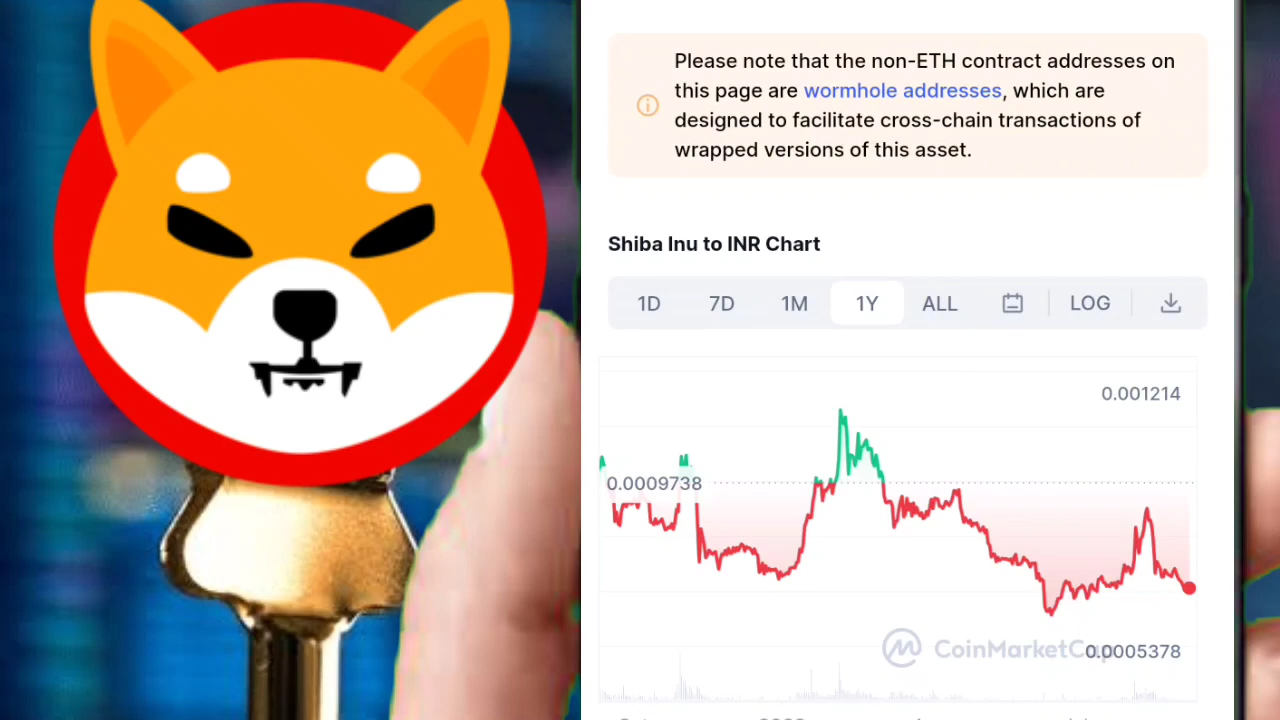 Please note that the non-ETH contract addresses on
this page are wormhole addresses, which are
designed to facilitate cross-chain transactions of
wrapped versions of this asset.
Shiba Inu to INR Chart
1D 7D 1M 1Y ALL LOG
0.001214
0.0009738
CoinMarketCap
0.0005378